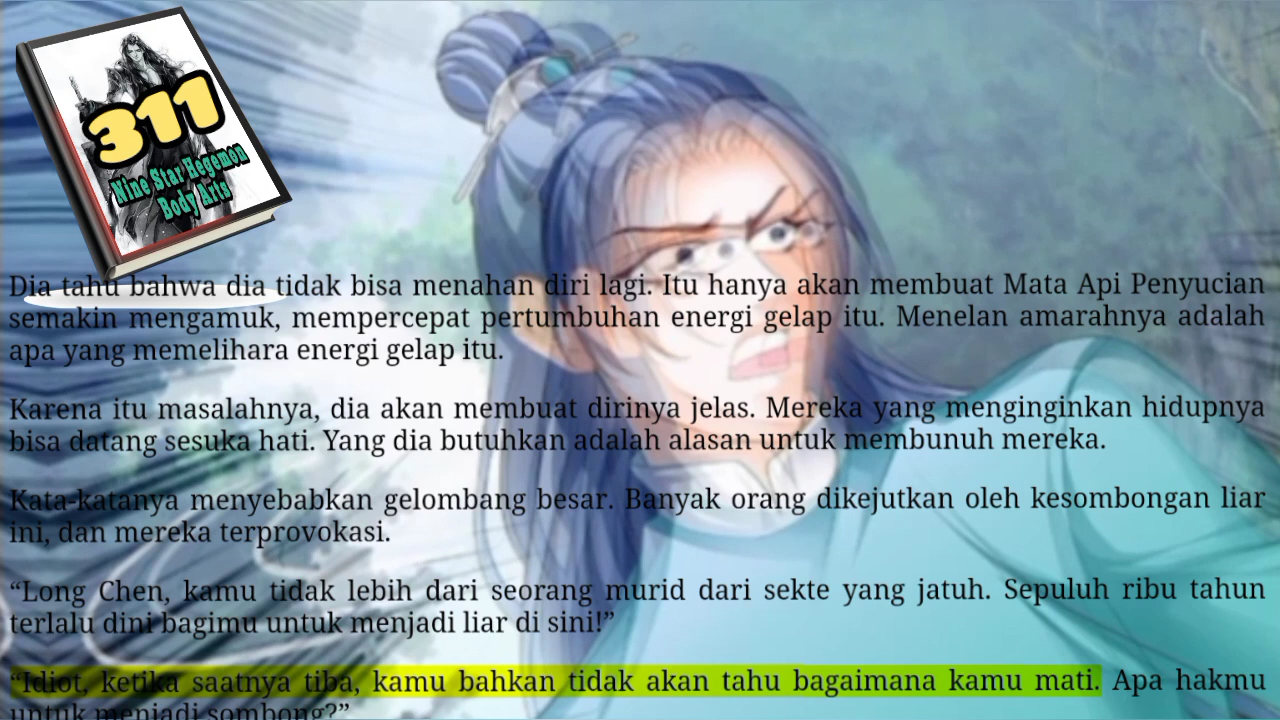 311
Nine Star Hegemon
Body Arts
Dia tahu bahwa dia tidak bisa menahan diri lagi. Itu hanya akan membuat Mata Api Penyucian
semakin mengamuk, mempercepat pertumbuhan energi gelap itu. Menelan amarahnya adalah
apa yang memelihara energi gelap itu.
Karena itu masalahnya, dia akan membuat dirinya jelas. Mereka yang menginginkan hidupnya
bisa datang sesuka hati. Yang dia butuhkan adalah alasan untuk membunuh mereka.
Kata-katanya menyebabkan gelombang besar. Banyak orang dikejutkan oleh kesombongan liar
ini, dan mereka terprovokasi.
“Long Chen, kamu tidak lebih dari seorang murid dari sekte yang jatuh. Sepuluh ribu tahun
terlalu dini bagimu untuk menjadi liar di sini!”
“Idiot, ketika saatnya tiba, kamu bahkan tidak akan tahu bagaimana kamu mati. Apa hakmu
untuk menjadi sombong?”